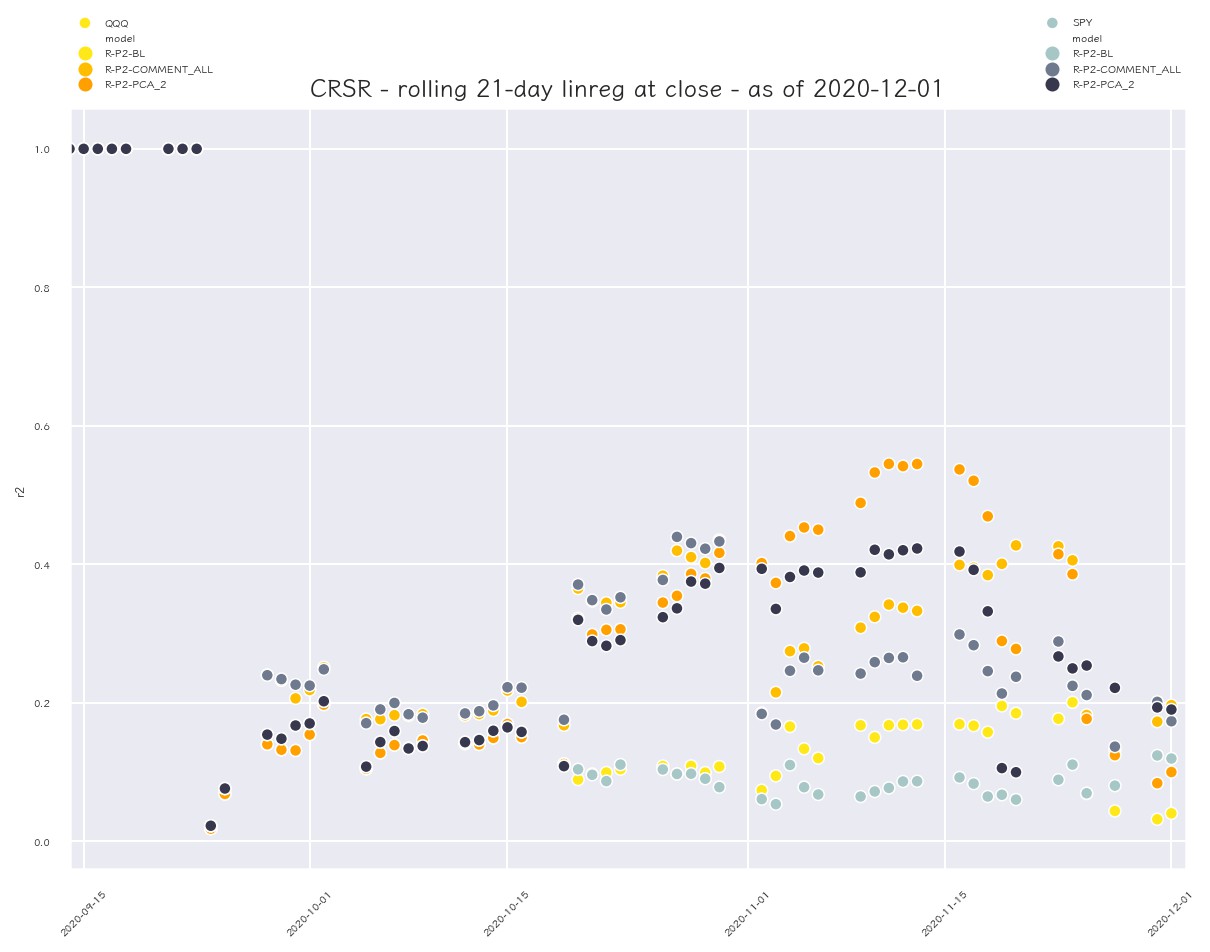 QQQ
model
R-P2-BL
R-P2-COMMENT_ALL
R-P2-PCA_2
SPY
model
R-P2-BL
R-P2-COMMENT_ALL
R-P2-PCA_2
CRSR - rolling 21-day linreg at close - as of 2020-12-01
1.0
0.8
0.6
r2
0.4
0.2
0.0
2020-09-15
2020-10-01
2020-10-15
2020-11-01
2020-11-15
2020-12-01